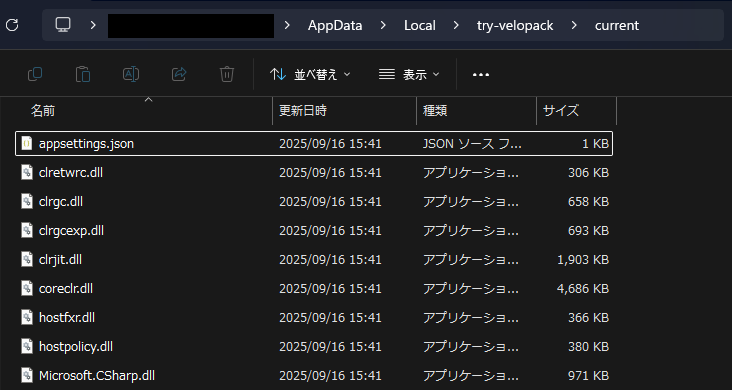 AppData > Local > try-velopack > current
並べ替え 表示 ...
名前 更新日時 種類 サイズ
appsettings.json 2025/09/16 15:41 JSON ソース フ... 1 KB
clretwrc.dll 2025/09/16 15:41 アプリケーショ... 306 KB
clrgc.dll 2025/09/16 15:41 アプリケーショ... 658 KB
clrgcexp.dll 2025/09/16 15:41 アプリケーショ... 693 KB
clrjit.dll 2025/09/16 15:41 アプリケーショ... 1,903 KB
coreclr.dll 2025/09/16 15:41 アプリケーショ... 4,686 KB
hostfxr.dll 2025/09/16 15:41 アプリケーショ... 366 KB
hostpolicy.dll 2025/09/16 15:41 アプリケーショ... 380 KB
Microsoft.CSharp.dll 2025/09/16 15:41 アプリケーショ... 971 KB